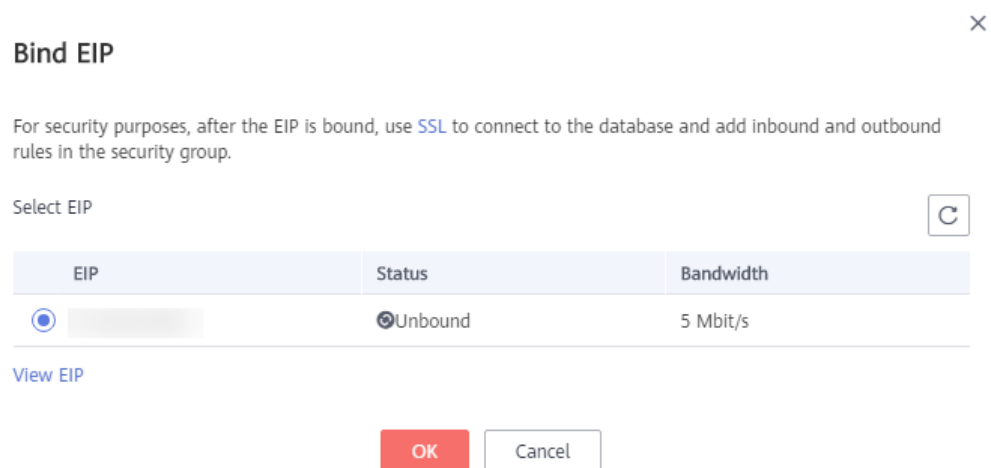 Bind EIP
For security purposes, after the EIP is bound, use SSL to connect to the database and add inbound and outbound
rules in the security group.
Select EIP
EIP Status Bandwidth
Unbound 5 Mbit/s
View EIP
OK Cancel